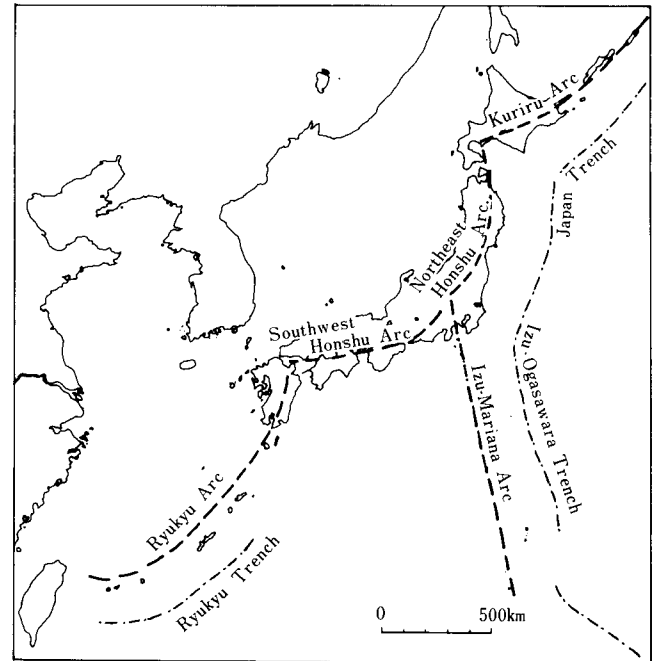 Kuriru Arc
Japan Trench
Northeast
Honshu Arc
Southwest
Honshu Arc
Izu-Ogasawara Trench
Izu-Mariana Arc
Ryukyu Arc
Ryukyu Trench
0 500km